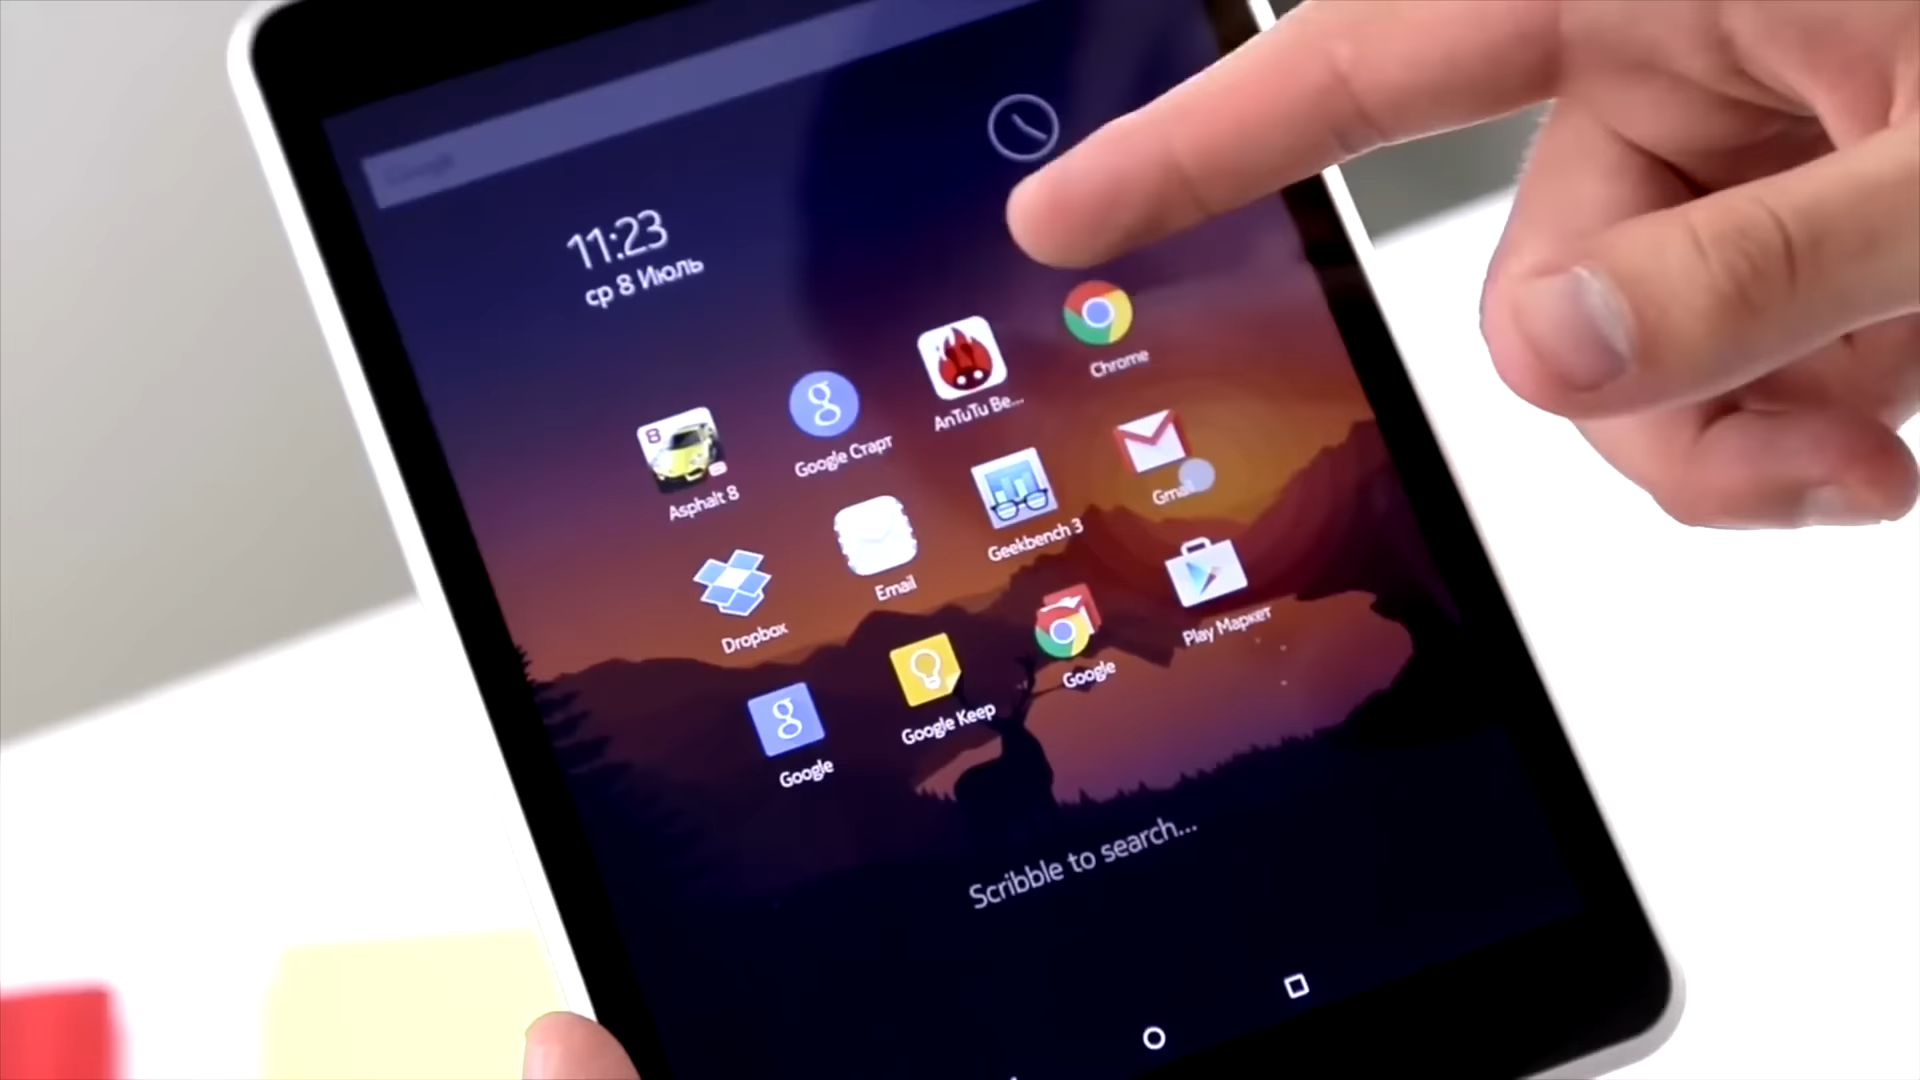 Google
11:23
ср 8 Июль
Asphalt 8
Google Старт
AnTuTu Be...
Chrome
Dropbox
Email
Geekbench 3
Gmail
Google
Google Keep
Google
Play Маркет
Scribble to search...